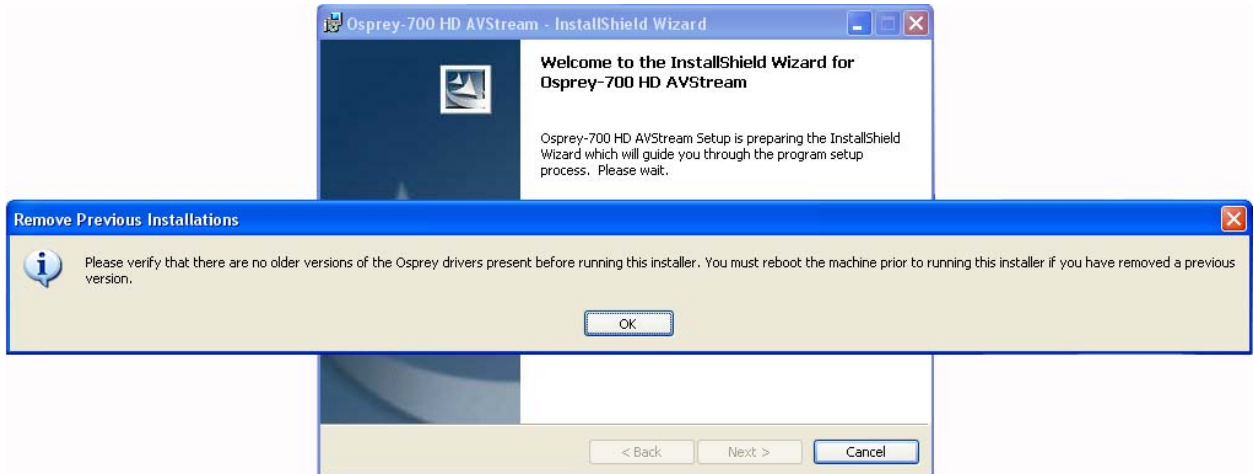 Osprey-700 HD AVStream - InstallShield Wizard
Welcome to the InstallShield Wizard for
Osprey-700 HD AVStream
Osprey-700 HD AVStream Setup is preparing the InstallShield
Wizard which will guide you through the program setup
process. Please wait.
Remove Previous Installations
Please verify that there are no older versions of the Osprey drivers present before running this installer. You must reboot the machine prior to running this installer if you have removed a previous
version.
OK
< Back Next > Cancel